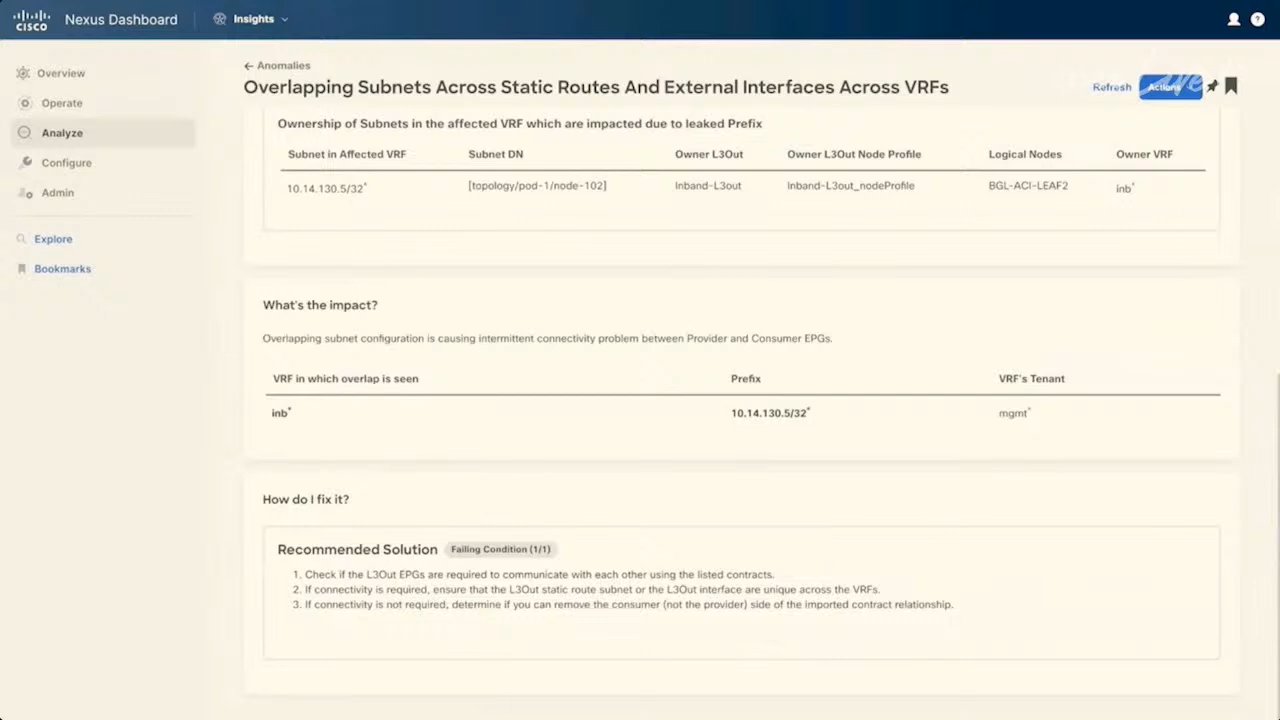 CISCO Nexus Dashboard Insights
Overview
Operate
Analyze
Configure
Admin
Explore
Bookmarks
← Anomalies
Overlapping Subnets Across Static Routes And External Interfaces Across VRFs
Refresh Actions
Ownership of Subnets in the affected VRF which are impacted due to leaked Prefix
Subnet in Affected VRF Subnet DN Owner L3Out Owner L3Out Node Profile Logical Nodes Owner VRF
10.14.130.5/32* [topology/pod-1/node-102] Inband-L3out Inband-L3out_nodeProfile BGL-ACI-LEAF2 inb*
What's the impact?
Overlapping subnet configuration is causing intermittent connectivity problem between Provider and Consumer EPGs.
VRF in which overlap is seen Prefix VRF's Tenant
inb* 10.14.130.5/32* mgmt*
How do I fix it?
Recommended Solution Failing Condition (1/1)
1. Check if the L3Out EPGs are required to communicate with each other using the listed contracts.
2. If connectivity is required, ensure that the L3Out static route subnet or the L3Out interface are unique across the VRFs.
3. If connectivity is not required, determine if you can remove the consumer (not the provider) side of the imported contract relationship.